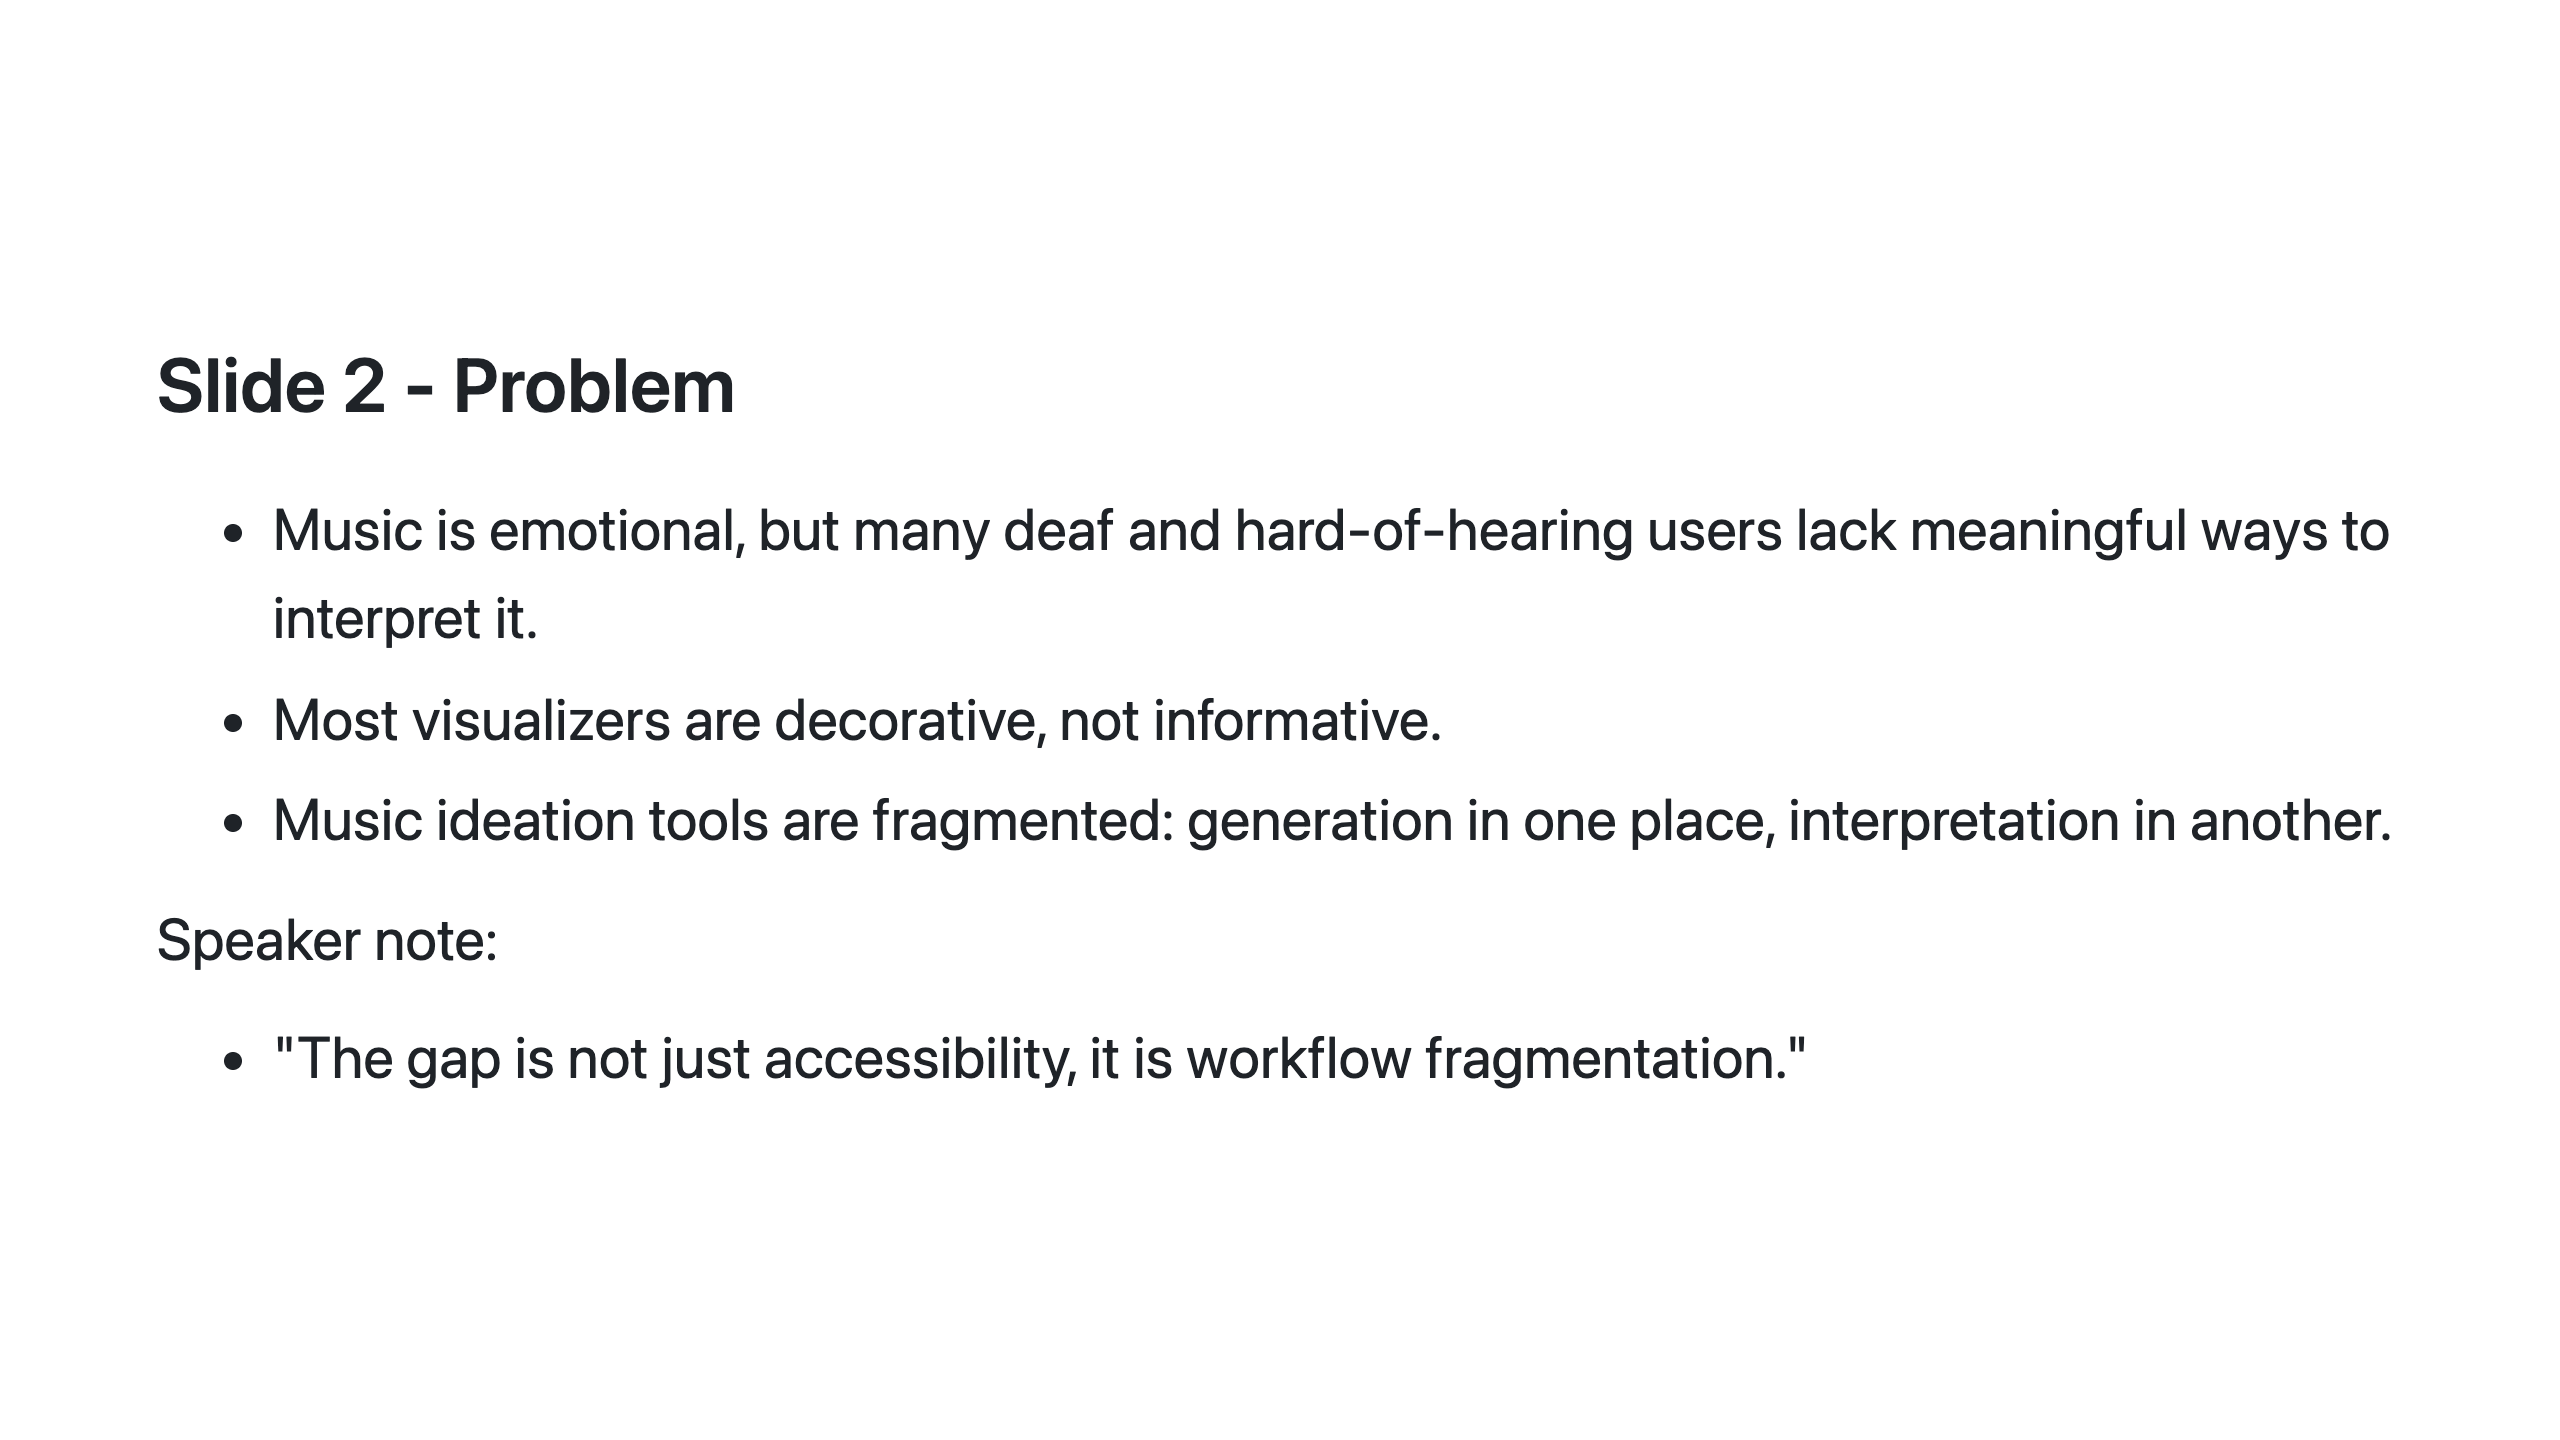 Slide 2 - Problem
• Music is emotional, but many deaf and hard-of-hearing users lack meaningful ways to
interpret it.
• Most visualizers are decorative, not informative.
• Music ideation tools are fragmented: generation in one place, interpretation in another.
Speaker note:
• "The gap is not just accessibility, it is workflow fragmentation."